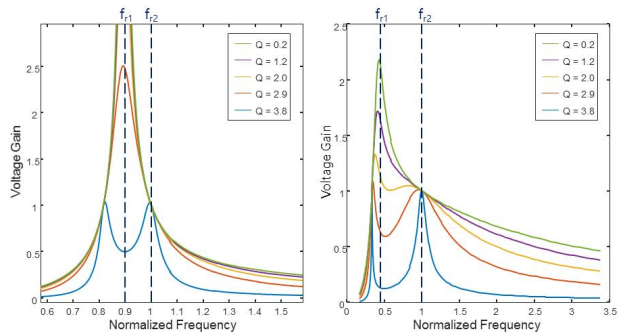 fr1 fr2
Voltage Gain
2.5
2
1.5
1
0.5
0
0.6 0.7 0.8 0.9 1.0 1.1 1.2 1.3 1.4 1.5
Normalized Frequency
Q = 0.2
Q = 1.2
Q = 2.0
Q = 2.9
Q = 3.8
fr1 fr2
Voltage Gain
2.5
2
1.5
1
0.5
0
0 0.5 1.0 1.5 2.0 2.5 3.0 3.5
Normalized Frequency
Q = 0.2
Q = 1.2
Q = 2.0
Q = 2.9
Q = 3.8